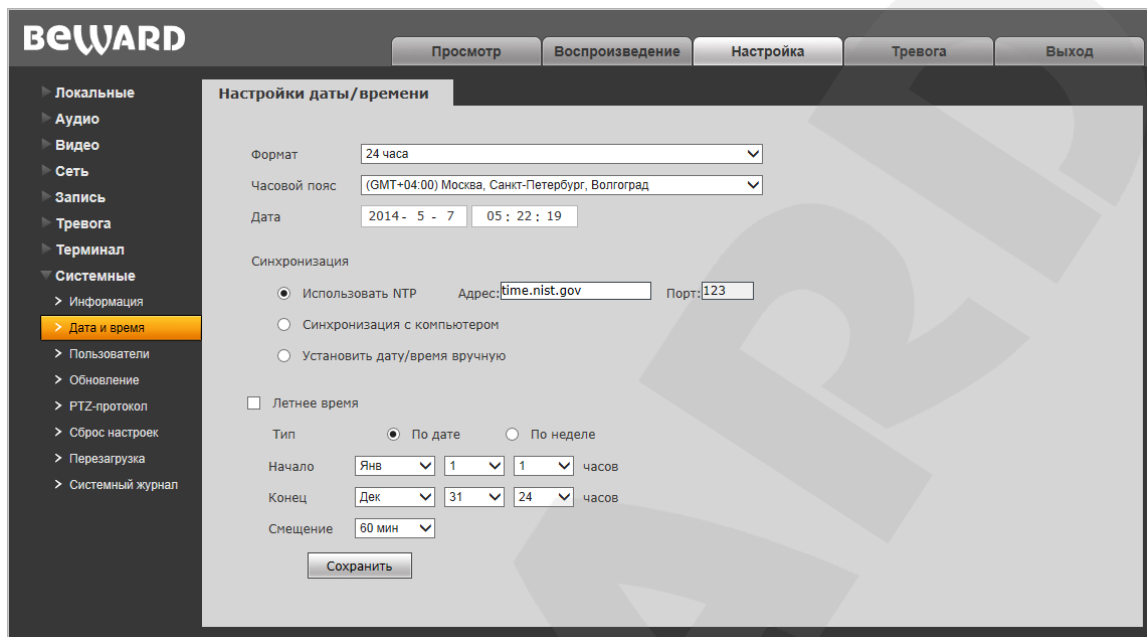 BEWARD
Просмотр Воспроизведение Настройка Тревога Выход
Локальные
Аудио
Видео
Сеть
Запись
Тревога
Терминал
Системные
Информация
Дата и время
Пользователи
Обновление
PTZ-протокол
Сброс настроек
Перезагрузка
Системный журнал
Настройки даты/времени
Формат 24 часа
Часовой пояс (GMT+04:00) Москва, Санкт-Петербург, Волгоград
Дата 2014 - 5 - 7 05 : 22 : 19
Синхронизация
Использовать NTP Адрес: time.nist.gov Порт: 123
Синхронизация с компьютером
Установить дату/время вручную
Летнее время
Тип По дате По неделе
Начало Янв 1 1 часов
Конец Дек 31 24 часов
Смещение 60 мин
Сохранить